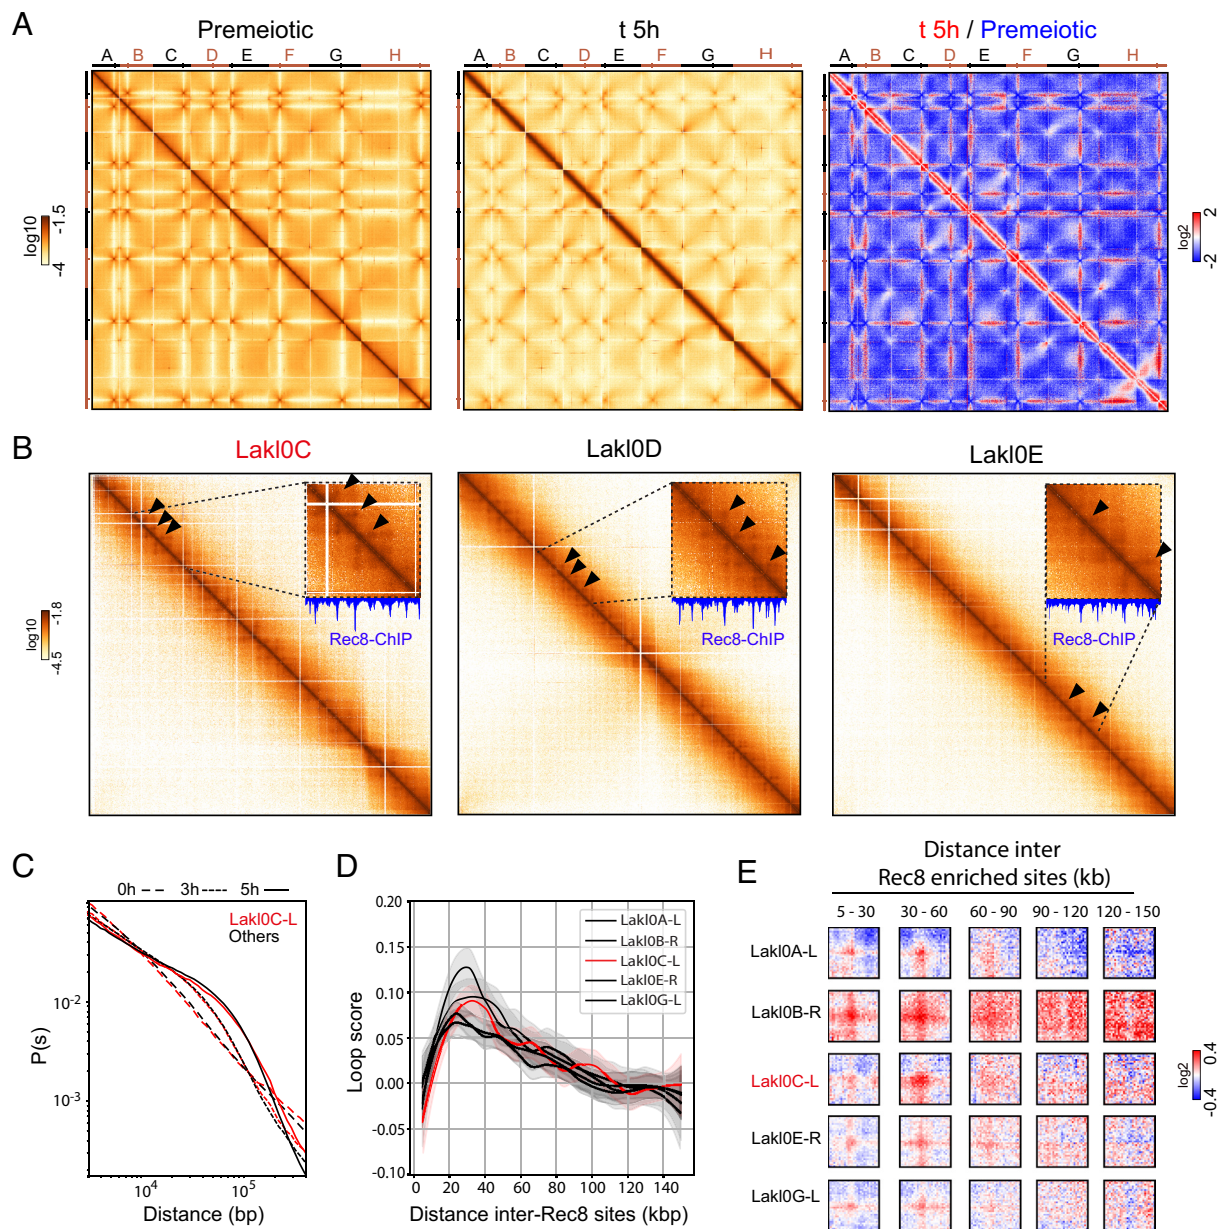 A
Premeiotic
t 5h
t 5h / Premeiotic
A B C D E F G H
A B C D E F G H
A B C D E F G H
log10
-1.5
-4
log2
2
-2
B
Lakl0C
Lakl0D
Lakl0E
Rec8-ChIP
Rec8-ChIP
Rec8-ChIP
log10
-1.8
-4.5
C
0h 3h 5h
Lakl0C-L
Others
P(s)
10-2
10-3
104
105
Distance (bp)
D
Loop score
0.20
0.15
0.10
0.05
0.00
-0.05
-0.10
Lakl0A-L
Lakl0B-R
Lakl0C-L
Lakl0E-R
Lakl0G-L
0 20 40 60 80 100 120 140
Distance inter-Rec8 sites (kbp)
E
Distance inter
Rec8 enriched sites (kb)
5 - 30 30 - 60 60 - 90 90 - 120 120 - 150
Lakl0A-L
Lakl0B-R
Lakl0C-L
Lakl0E-R
Lakl0G-L
log2
0.4
-0.4